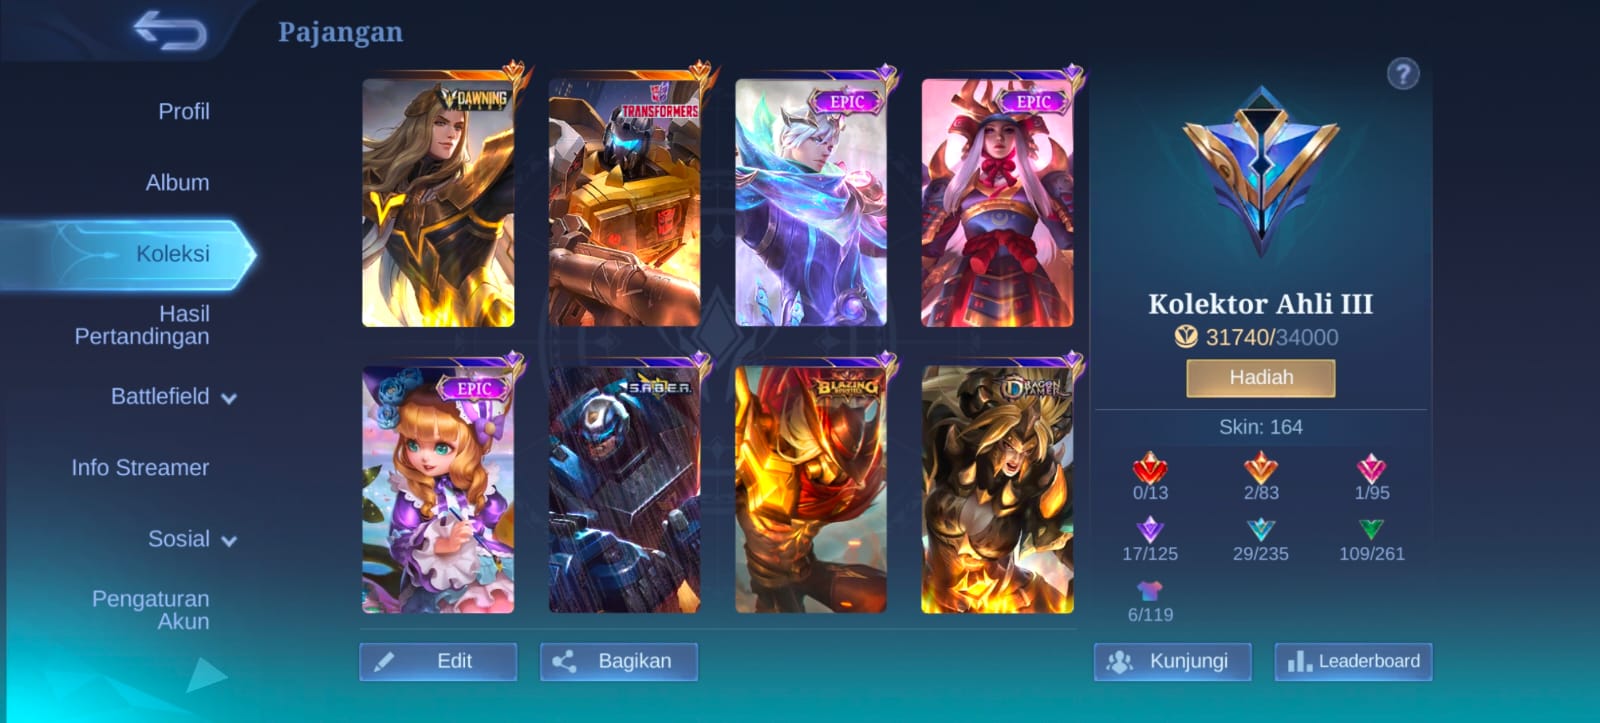 Pajangan
Profil
Album
Koleksi
Hasil
Pertandingan
Battlefield
Info Streamer
Sosial
Pengaturan
Akun
DAWNING
STARS
TRANSFORMERS
EPIC
EPIC
EPIC
S.A.B.E.R.
BLAZING
DRAGON
TAMER
Edit
Bagikan
?
Kolektor Ahli III
31740/34000
Hadiah
Skin: 164
0/13
2/83
1/95
17/125
29/235
109/261
6/119
Kunjungi
Leaderboard